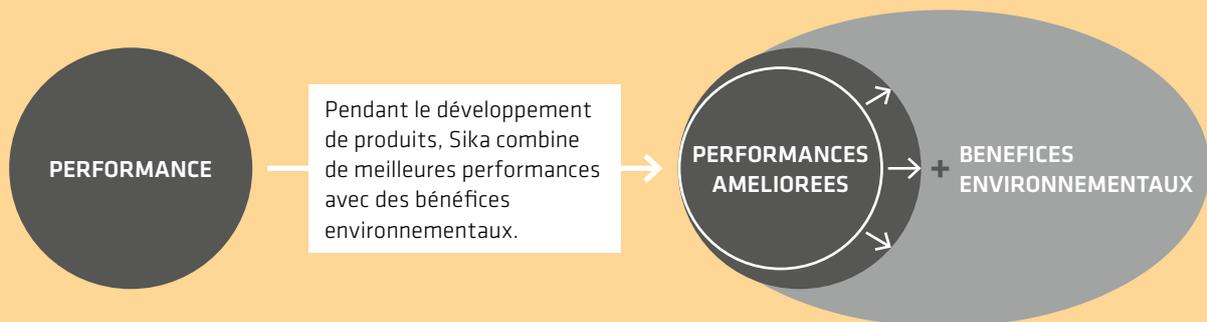 PERFORMANCE
Pendant le développement
de produits, Sika combine
de meilleures performances
avec des bénéfices
environnementaux.
PERFORMANCES
AMELIOREES
+
BENEFICES
ENVIRONNEMENTAUX